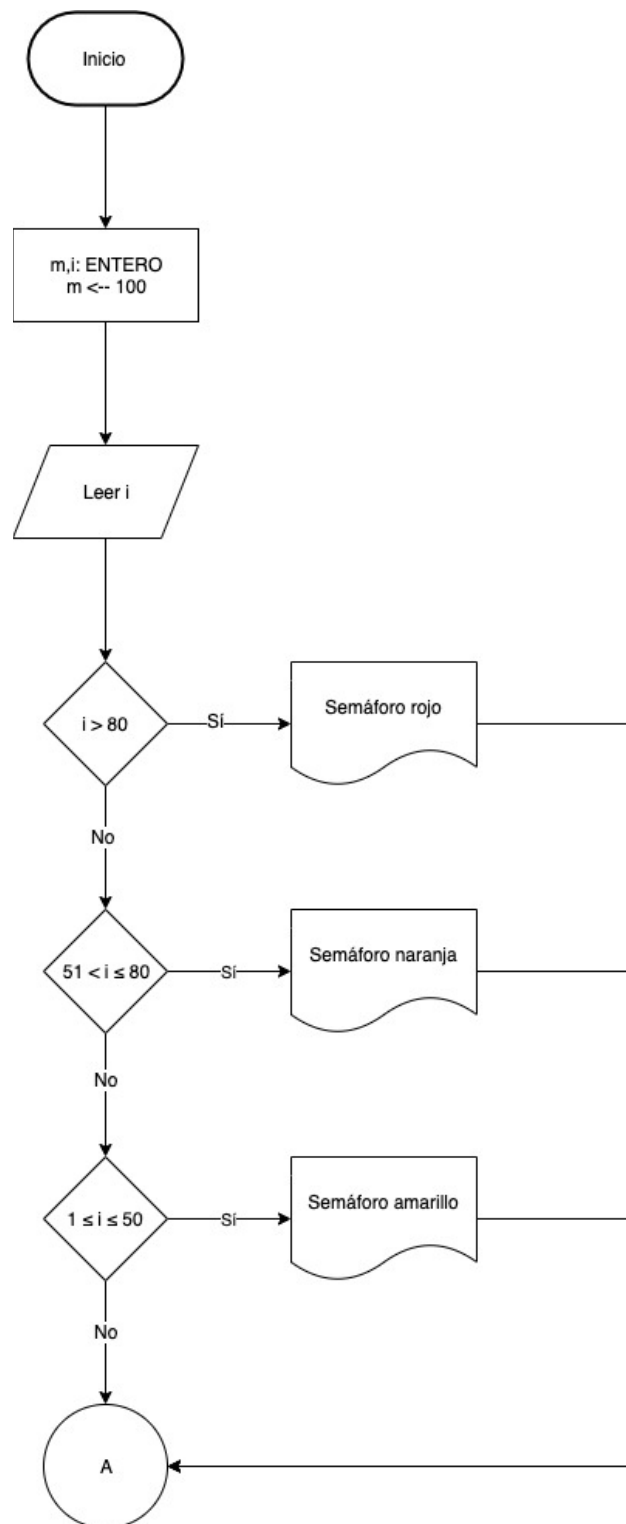 Inicio
m,i: ENTERO
m <-- 100
Leer i
i > 80
Sí
Semáforo rojo
No
51 < i ≤ 80
Sí
Semáforo naranja
No
1 ≤ i ≤ 50
Sí
Semáforo amarillo
No
A